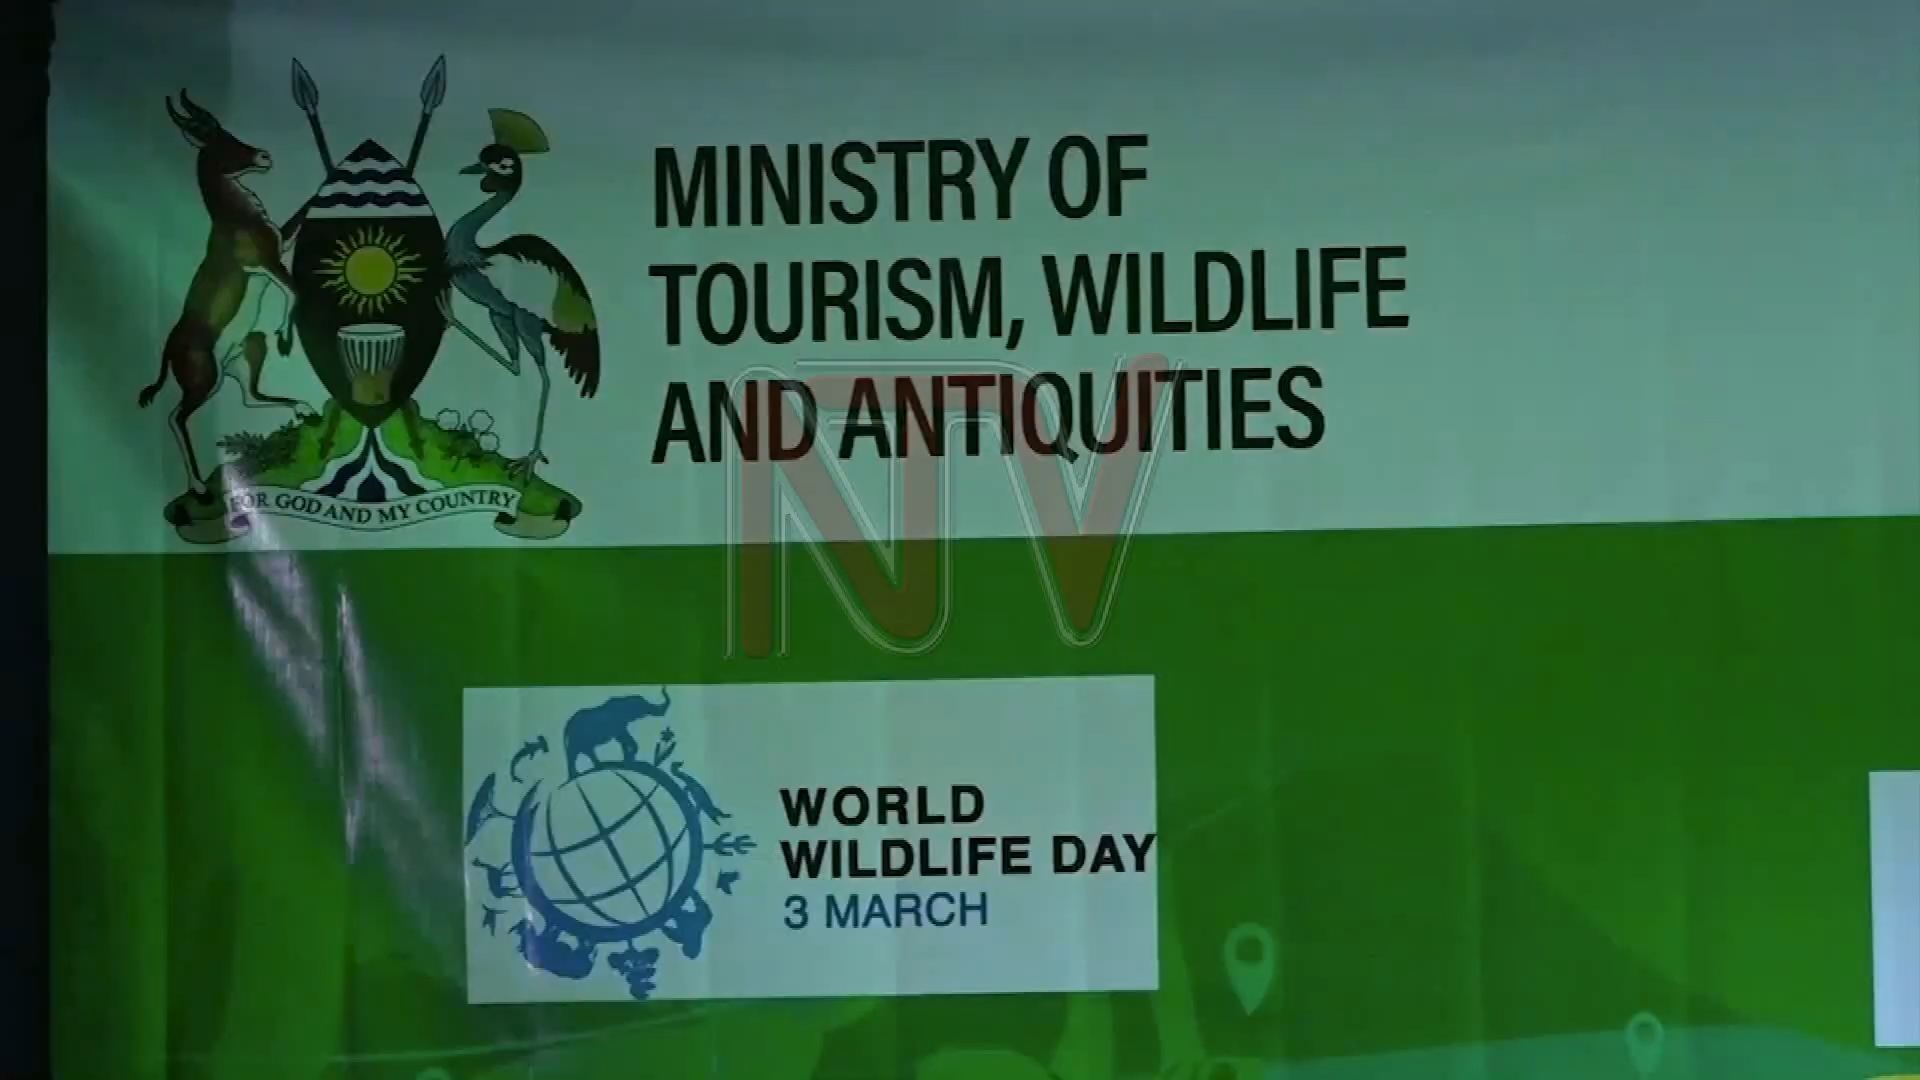 MINISTRY OF
TOURISM, WILDLIFE
AND ANTIQUITIES
FOR GOD AND MY COUNTRY
NTV
WORLD
WILDLIFE DAY
3 MARCH